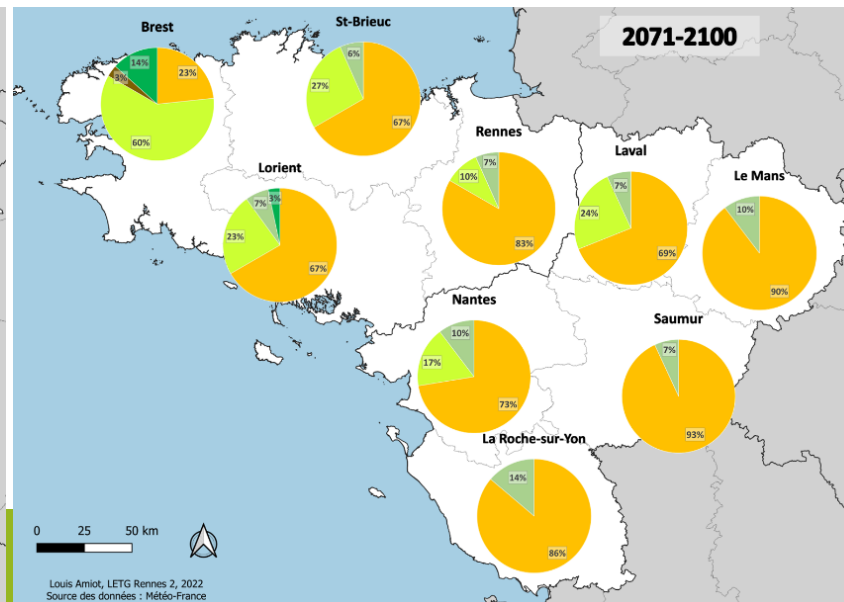 2071-2100
Brest
14%
23%
3%
60%
St-Brieuc
6%
27%
67%
Lorient
7%
3%
23%
67%
Rennes
7%
10%
83%
Laval
7%
24%
69%
Le Mans
10%
90%
Nantes
10%
17%
73%
Saumur
7%
93%
La Roche-sur-Yon
14%
86%
0 25 50 km
Louis Amiot, LETG Rennes 2, 2022
Source des données : Météo-France